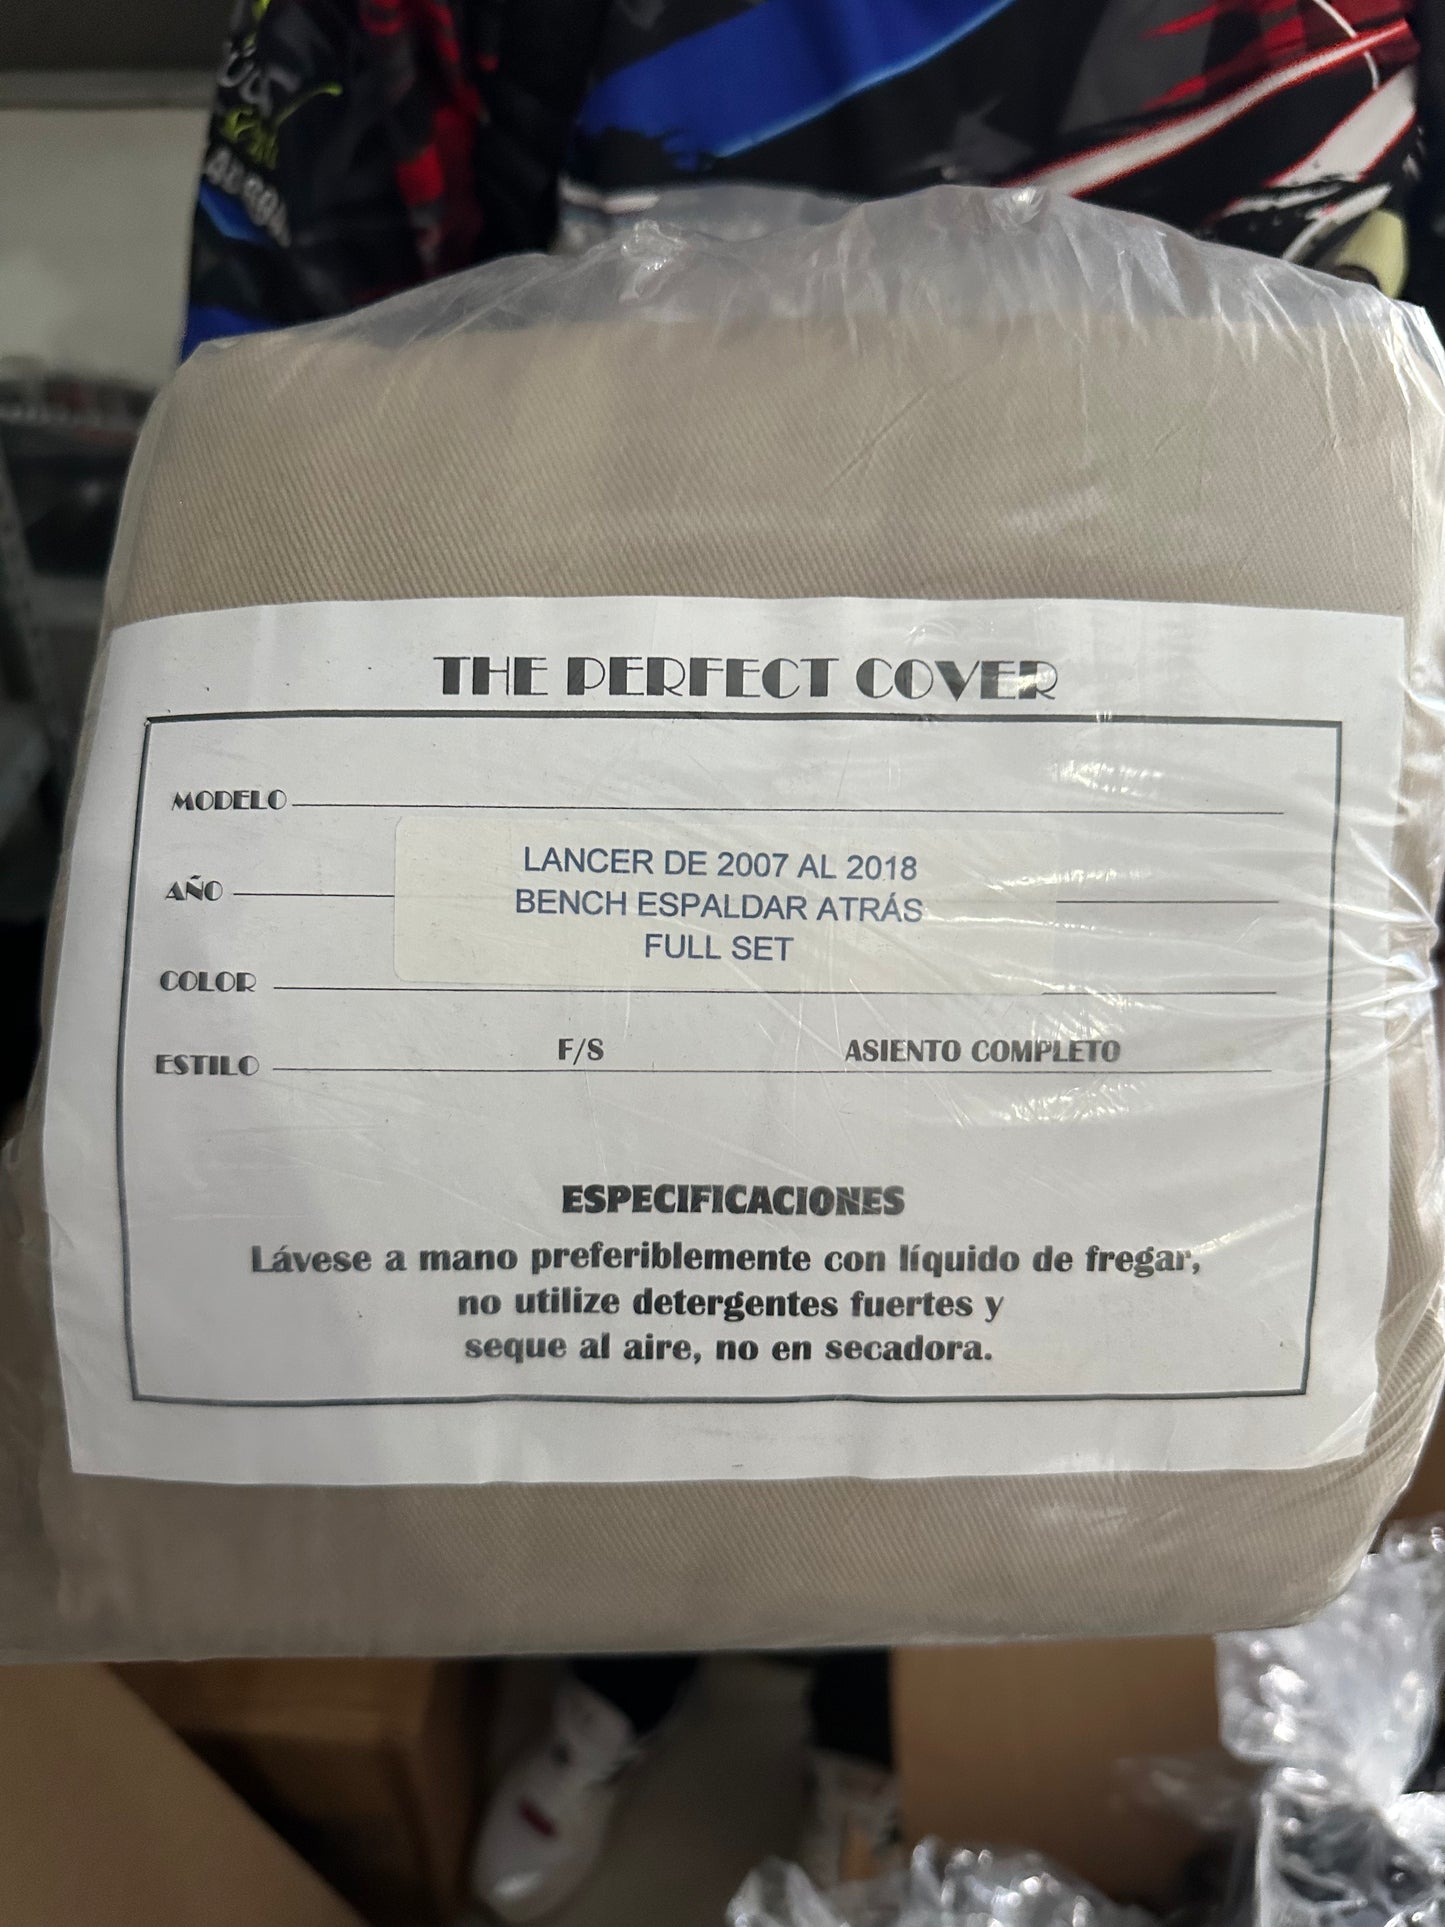 THE PERFECT COVER
MODELO
LANCER DE 2007 AL 2018
AÑO
BENCH ESPALDAR ATRÁS
FULL SET
COLOR
ESTILO F/S ASIENTO COMPLETO
ESPECIFICACIONES
Lávese a mano preferiblemente con líquido de fregar,
no utilize detergentes fuertes y
seque al aire, no en secadora.